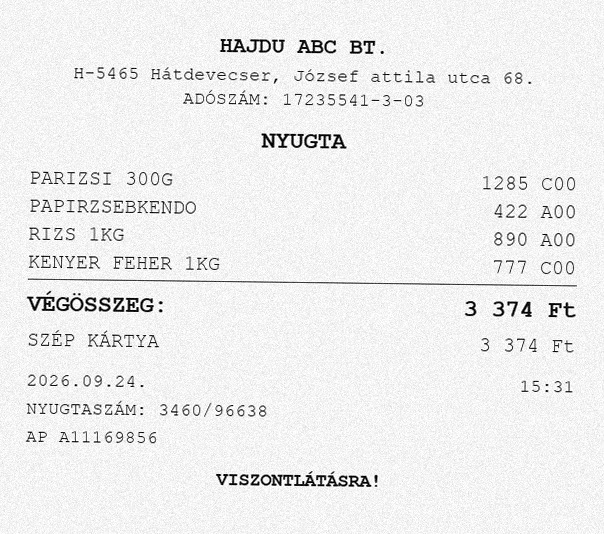 HAJDU ABC BT.
H-5465 Hátdevecser, József attila utca 68.
ADÓSZÁM: 17235541-3-03
NYUGTA
PARIZSI 300G 1285 C00
PAPIRZSEBKENDO 422 A00
RIZS 1KG 890 A00
KENYER FEHER 1KG 777 C00
VÉGÖSSZEG: 3 374 Ft
SZÉP KÁRTYA 3 374 Ft
2026.09.24. 15:31
NYUGTASZÁM: 3460/96638
AP A11169856
VISZONTLÁTÁSRA!